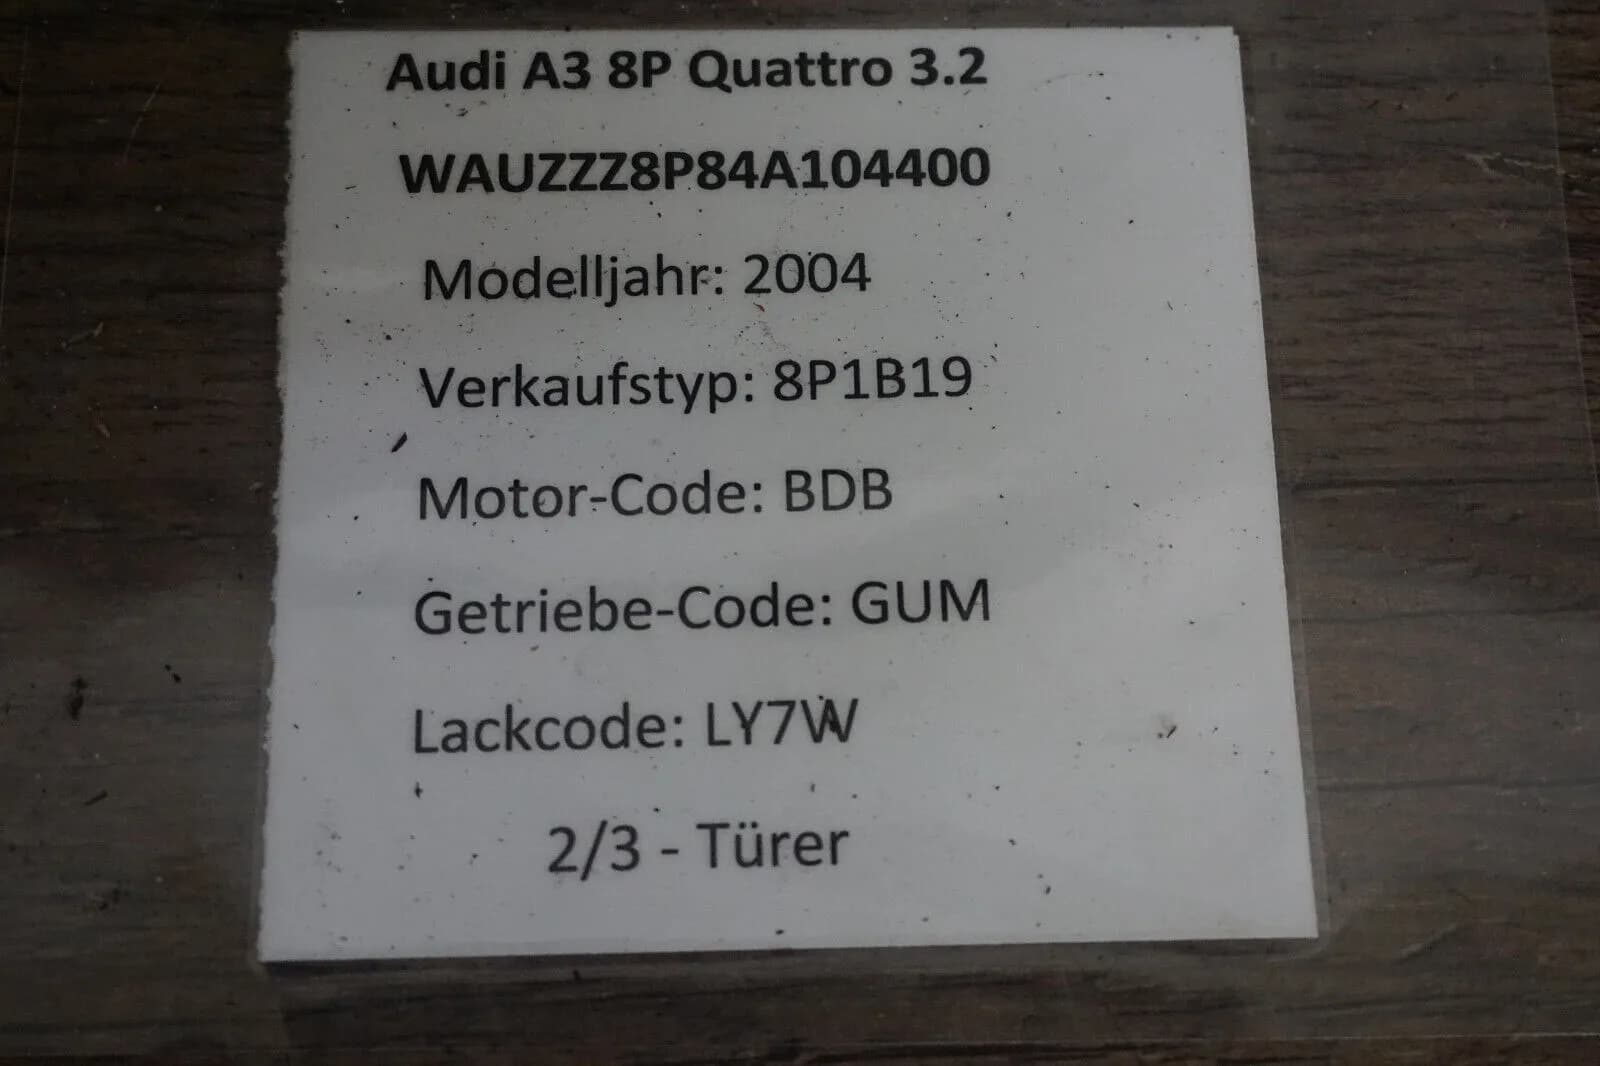 Audi A3 8P Quattro 3.2
WAUZZZ8P84A104400
Modelljahr: 2004
Verkaufstyp: 8P1B19
Motor-Code: BDB
Getriebe-Code: GUM
Lackcode: LY7W
2/3 - Türer